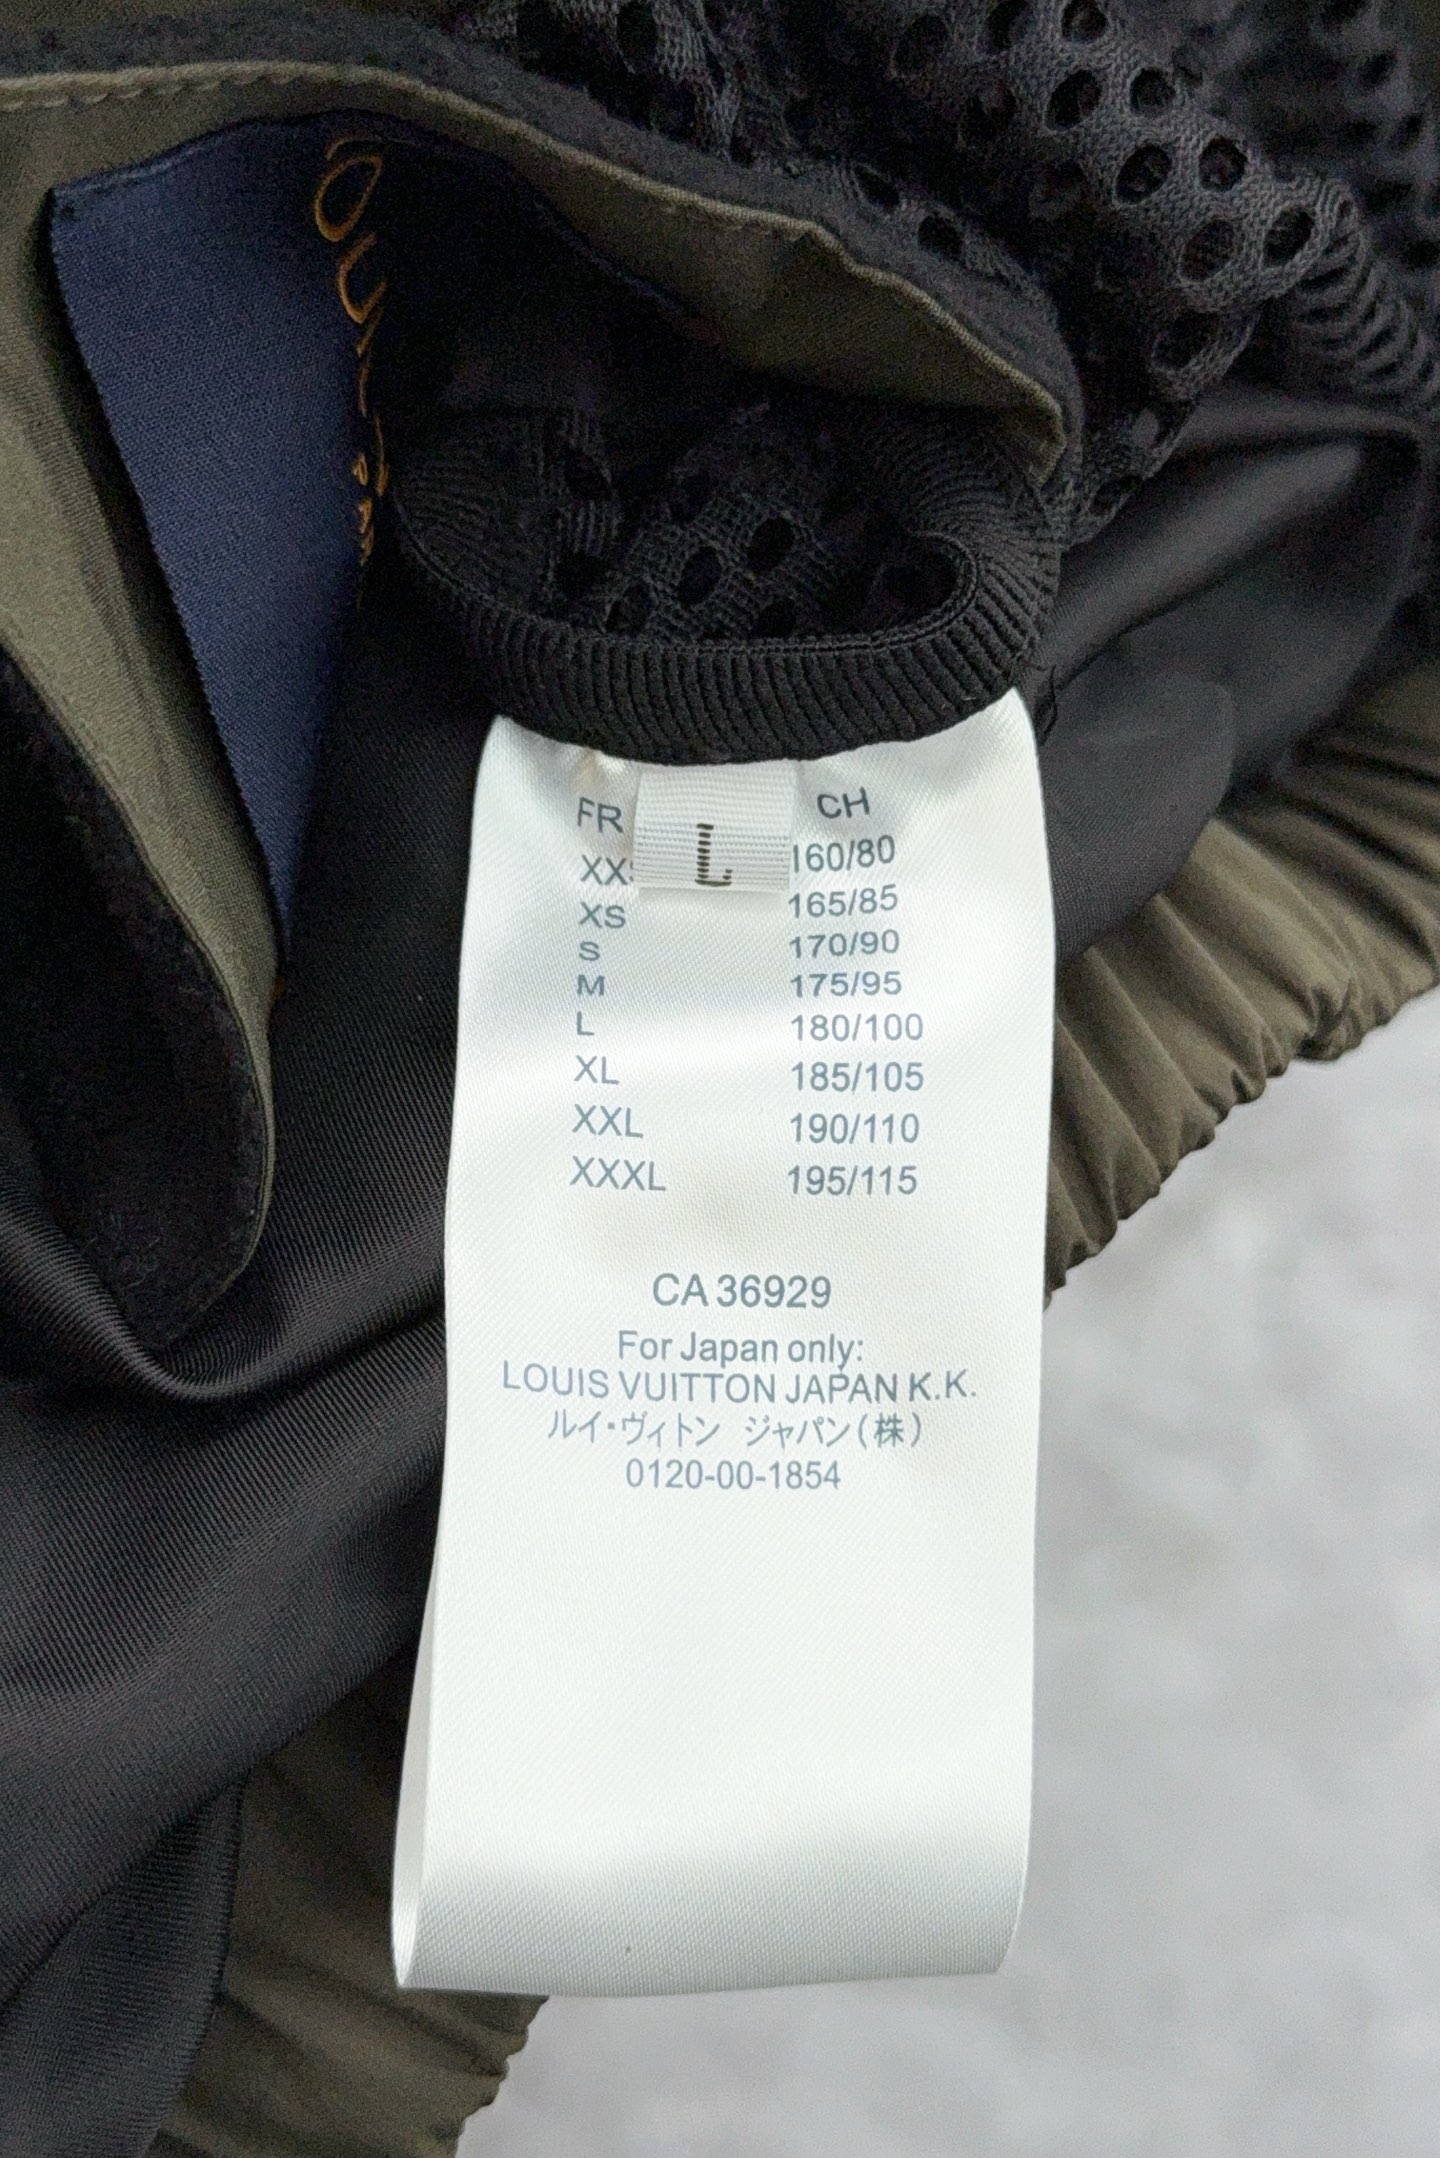 L
FR CH
160/80
XS 165/85
S 170/90
M 175/95
L 180/100
XL 185/105
XXL 190/110
XXXL 195/115
CA 36929
For Japan only:
LOUIS VUITTON JAPAN K.K.
ルイ・ヴィトン ジャパン(株)
0120-00-1854